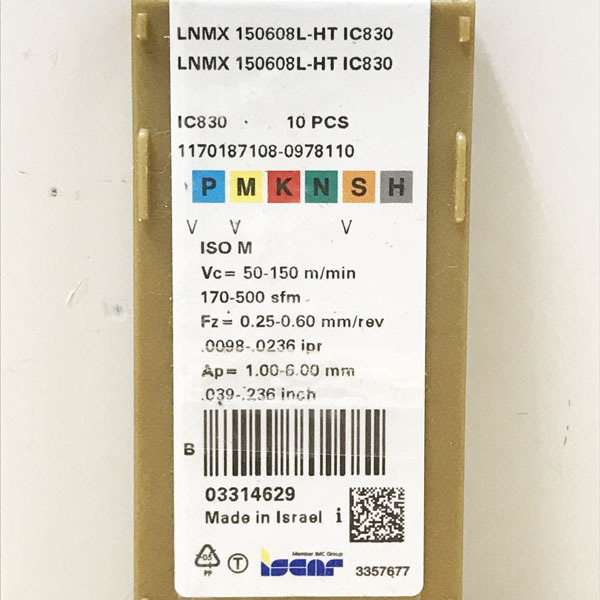 LNMX 150608L-HT IC830
LNMX 150608L-HT IC830
IC830 10 PCS
1170187108-0978110
P M K N S H
ISO M
Vc= 50-150 m/min
170-500 sfm
Fz= 0.25-0.60 mm/rev
.0098-.0236 ipr
Ap= 1.00-6.00 mm
.039-.236 inch
B
03314629
Made in Israel i
PP
T
Member IMC Group
iscar
3357677